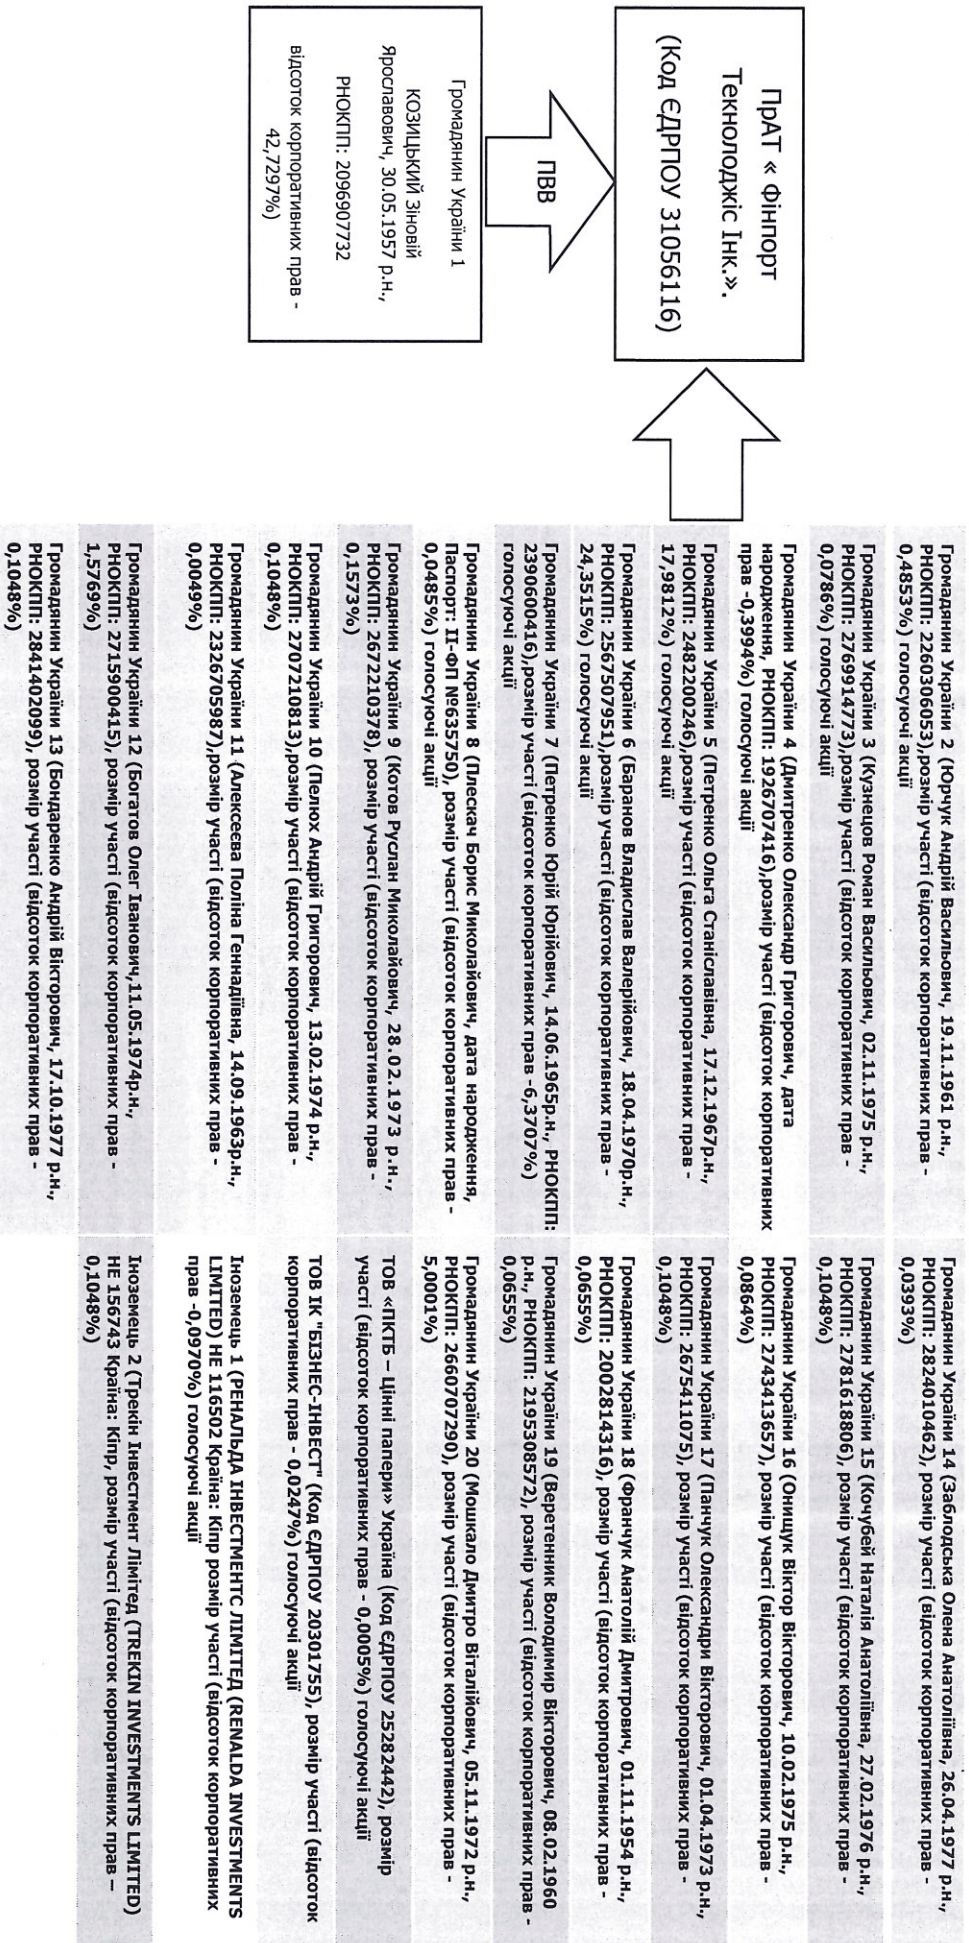 ПрАТ « Фінпорт
Текнолоджіс Інк.».
(Код ЄДРПОУ 31056116)
ПВВ
Громадянин України 1
КОЗИЦЬКИЙ Зіновій
Ярославович, 30.05.1957 р.н.,
РНОКПП: 2096907732
відсоток корпоративних прав -
42,7297%)
Громадянин України 2 (Юрчук Андрій Васильович, 19.11.1961 р.н.,
РНОКПП: 2260306053),розмір участі (відсоток корпоративних прав -
0,4853%) голосуючі акції
Громадянин України 3 (Кузнецов Роман Васильович, 02.11.1975 р.н.,
РНОКПП: 2769914773),розмір участі (відсоток корпоративних прав -
0,0786%) голосуючі акції
Громадянин України 4 (Дмитренко Олександр Григорович, дата
народження, РНОКПП: 1926707416),розмір участі (відсоток корпоративних
прав -0,3994%) голосуючі акції
Громадянин України 5 (Петренко Ольга Станіславівна, 17.12.1967р.н.,
РНОКПП: 2482200246),розмір участі (відсоток корпоративних прав -
17,9812%) голосуючі акції
Громадянин України 6 (Баранов Владислав Валерійович, 18.04.1970р.н.,
РНОКПП: 2567507951),розмір участі (відсоток корпоративних прав -
24,3515%) голосуючі акції
Громадянин України 7 (Петренко Юрій Юрійович, 14.06.1965р.н., РНОКПП:
2390600416),розмір участі (відсоток корпоративних прав -6,3707%)
голосуючі акції
Громадянин України 8 (Плескач Борис Миколайович, дата народження,
Паспорт: II-ФП №635750), розмір участі (відсоток корпоративних прав -
0,0485%) голосуючі акції
Громадянин України 9 (Котов Руслан Миколайович, 28.02.1973 р.н.,
РНОКПП: 2672210378), розмір участі (відсоток корпоративних прав -
0,1573%)
Громадянин України 10 (Пелюх Андрій Григорович, 13.02.1974 р.н.,
РНОКПП: 2707210813),розмір участі (відсоток корпоративних прав -
0,1048%)
Громадянин України 11 (Алексеєва Поліна Геннадіївна, 14.09.1963р.н.,
РНОКПП: 2326705987),розмір участі (відсоток корпоративних прав -
0,0049%)
Громадянин України 12 (Богатов Олег Іванович,11.05.1974р.н.,
РНОКПП: 2715900415), розмір участі (відсоток корпоративних прав -
1,5769%)
Громадянин України 13 (Бондаренко Андрій Вікторович, 17.10.1977 р.н.,
РНОКПП: 2841402099), розмір участі (відсоток корпоративних прав -
0,1048%)
Громадянин України 14 (Заблодська Олена Анатоліївна, 26.04.1977 р.н.,
РНОКПП: 2824010462), розмір участі (відсоток корпоративних прав -
0,0393%)
Громадянин України 15 (Кочубей Наталія Анатоліївна, 27.02.1976 р.н.,
РНОКПП: 2781618806), розмір участі (відсоток корпоративних прав -
0,1048%)
Громадянин України 16 (Онищук Віктор Вікторович, 10.02.1975 р.н.,
РНОКПП: 2743413657), розмір участі (відсоток корпоративних прав -
0,0864%)
Громадянин України 17 (Панчук Олександри Вікторович, 01.04.1973 р.н.,
РНОКПП: 2675411075), розмір участі (відсоток корпоративних прав -
0,1048%)
Громадянин України 18 (Франчук Анатолій Дмитрович, 01.11.1954 р.н.,
РНОКПП: 2002814316), розмір участі (відсоток корпоративних прав -
0,0655%)
Громадянин України 19 (Веретенник Володимир Вікторович, 08.02.1960
р.н., РНОКПП: 2195308572), розмір участі (відсоток корпоративних прав -
0,0655%)
Громадянин України 20 (Мошкало Дмитро Віталійович, 05.11.1972 р.н.,
РНОКПП: 2660707290), розмір участі (відсоток корпоративних прав -
5,0001%)
ТОВ «ПКТБ – Цінні папери» Україна (Код ЄДРПОУ 25282442), розмір
участі (відсоток корпоративних прав - 0,0005%) голосуючі акції
ТОВ ІК "БІЗНЕС-ІНВЕСТ" (Код ЄДРПОУ 20301755), розмір участі (відсоток
корпоративних прав - 0,0247%) голосуючі акції
Іноземець 1 (РЕНАЛЬДА ІНВЕСТМЕНТС ЛІМІТЕД (RENALDA INVESTMENTS
LIMITED) НЕ 116502 Країна: Кіпр розмір участі (відсоток корпоративних
прав -0,0970%) голосуючі акції
Іноземець 2 (Трекін Інвестмент Лімітед (TREKIN INVESTMENTS LIMITED)
НЕ 156743 Країна: Кіпр, розмір участі (відсоток корпоративних прав –
0,1048%)